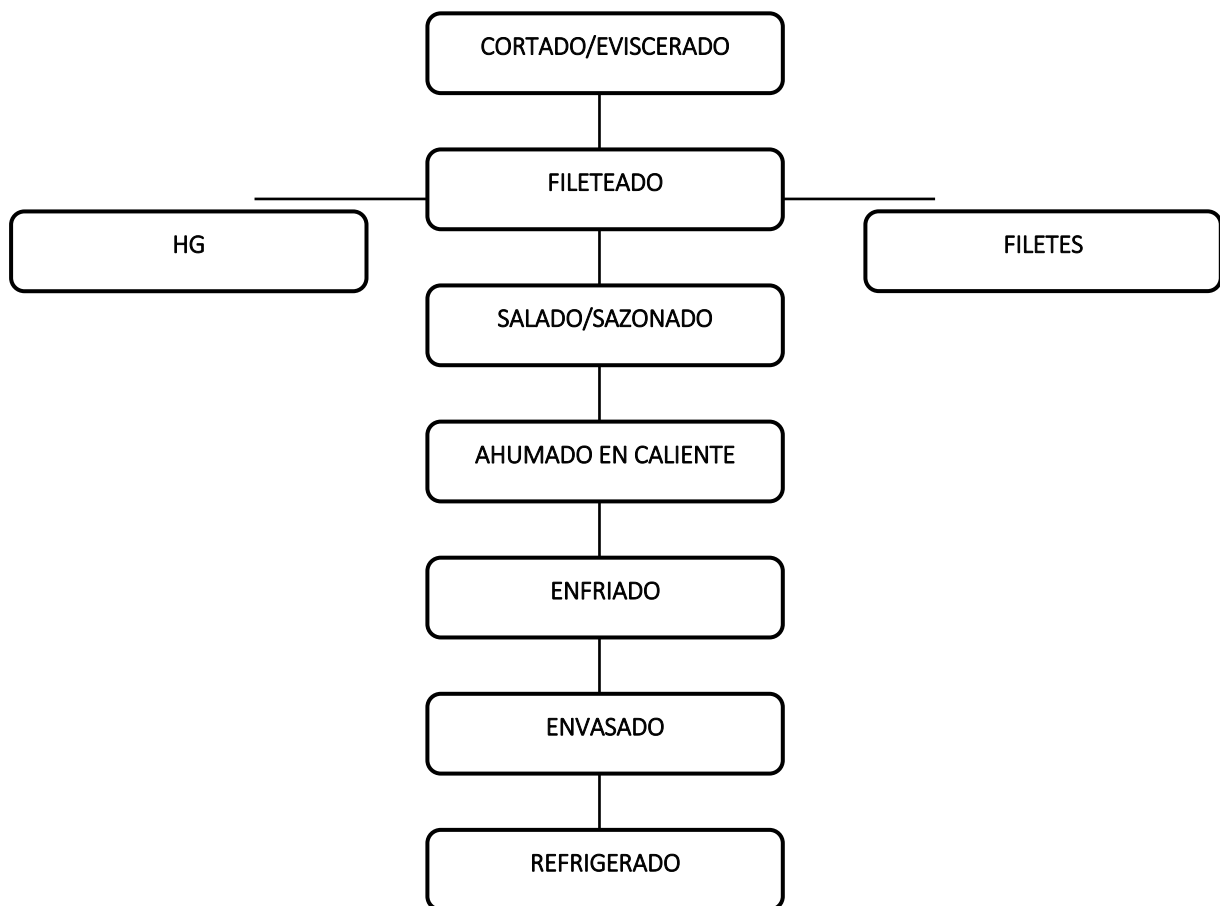 CORTADO/EVISCERADO
FILETEADO
HG
FILETES
SALADO/SAZONADO
AHUMADO EN CALIENTE
ENFRIADO
ENVASADO
REFRIGERADO